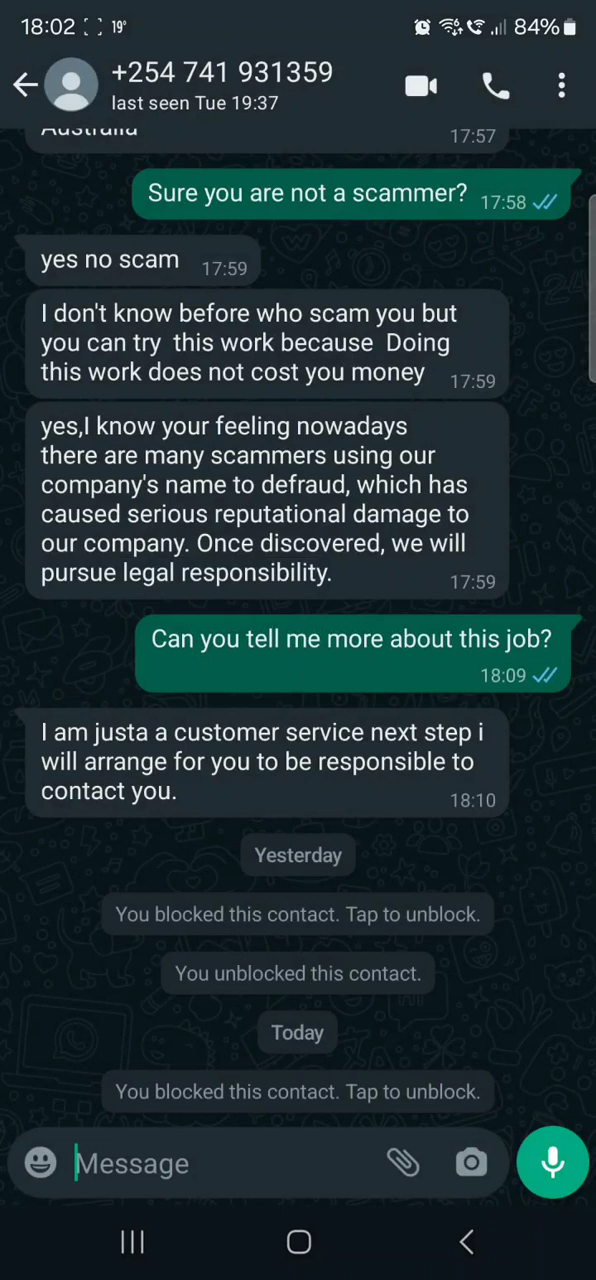 18:02 19°
84%
+254 741 931359
last seen Tue 19:37
Australia
17:57
Sure you are not a scammer? 17:58
yes no scam 17:59
I don't know before who scam you but
you can try this work because Doing
this work does not cost you money 17:59
yes,I know your feeling nowadays
there are many scammers using our
company's name to defraud, which has
caused serious reputational damage to
our company. Once discovered, we will
pursue legal responsibility. 17:59
Can you tell me more about this job?
18:09
I am justa a customer service next step i
will arrange for you to be responsible to
contact you. 18:10
Yesterday
You blocked this contact. Tap to unblock.
You unblocked this contact.
Today
You blocked this contact. Tap to unblock.
Message